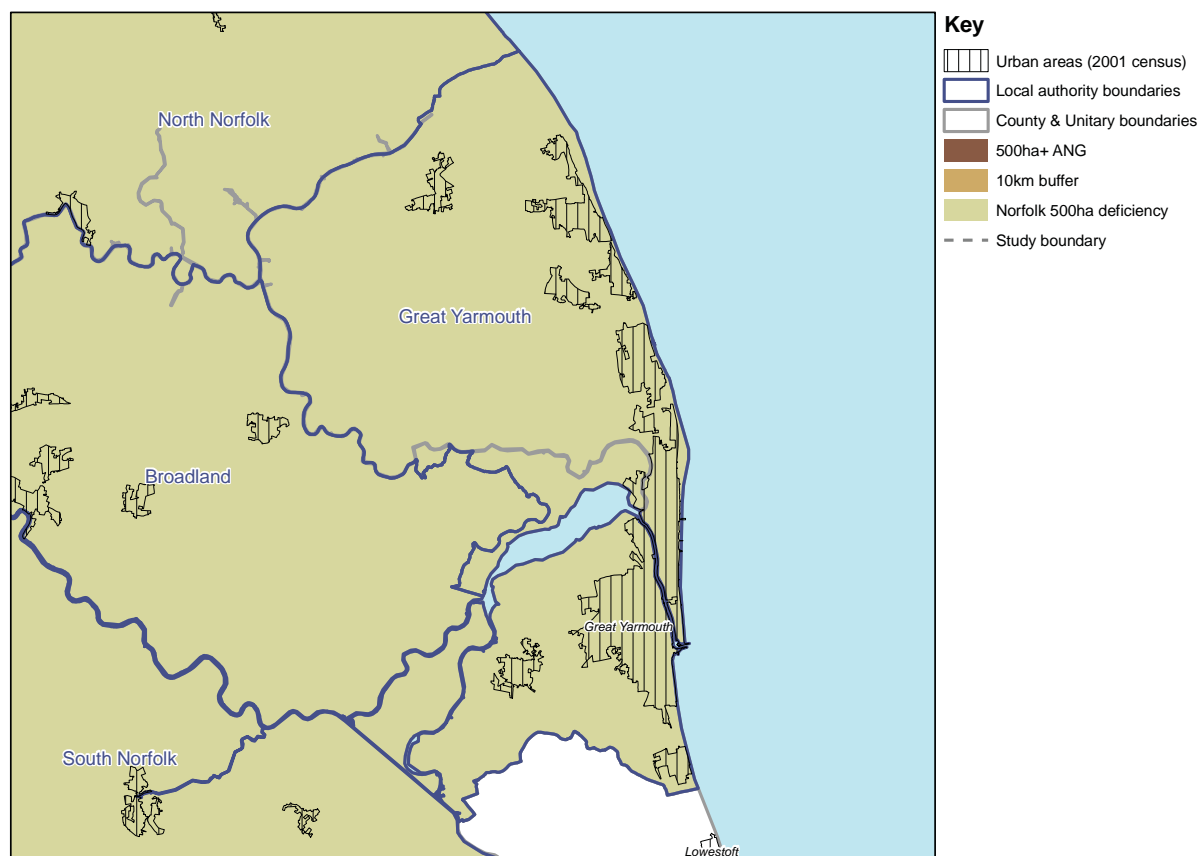 North Norfolk
Great Yarmouth
Broadland
Great Yarmouth
South Norfolk
Lowestoft
Key
Urban areas (2001 census)
Local authority boundaries
County & Unitary boundaries
500ha+ ANG
10km buffer
Norfolk 500ha deficiency
Study boundary